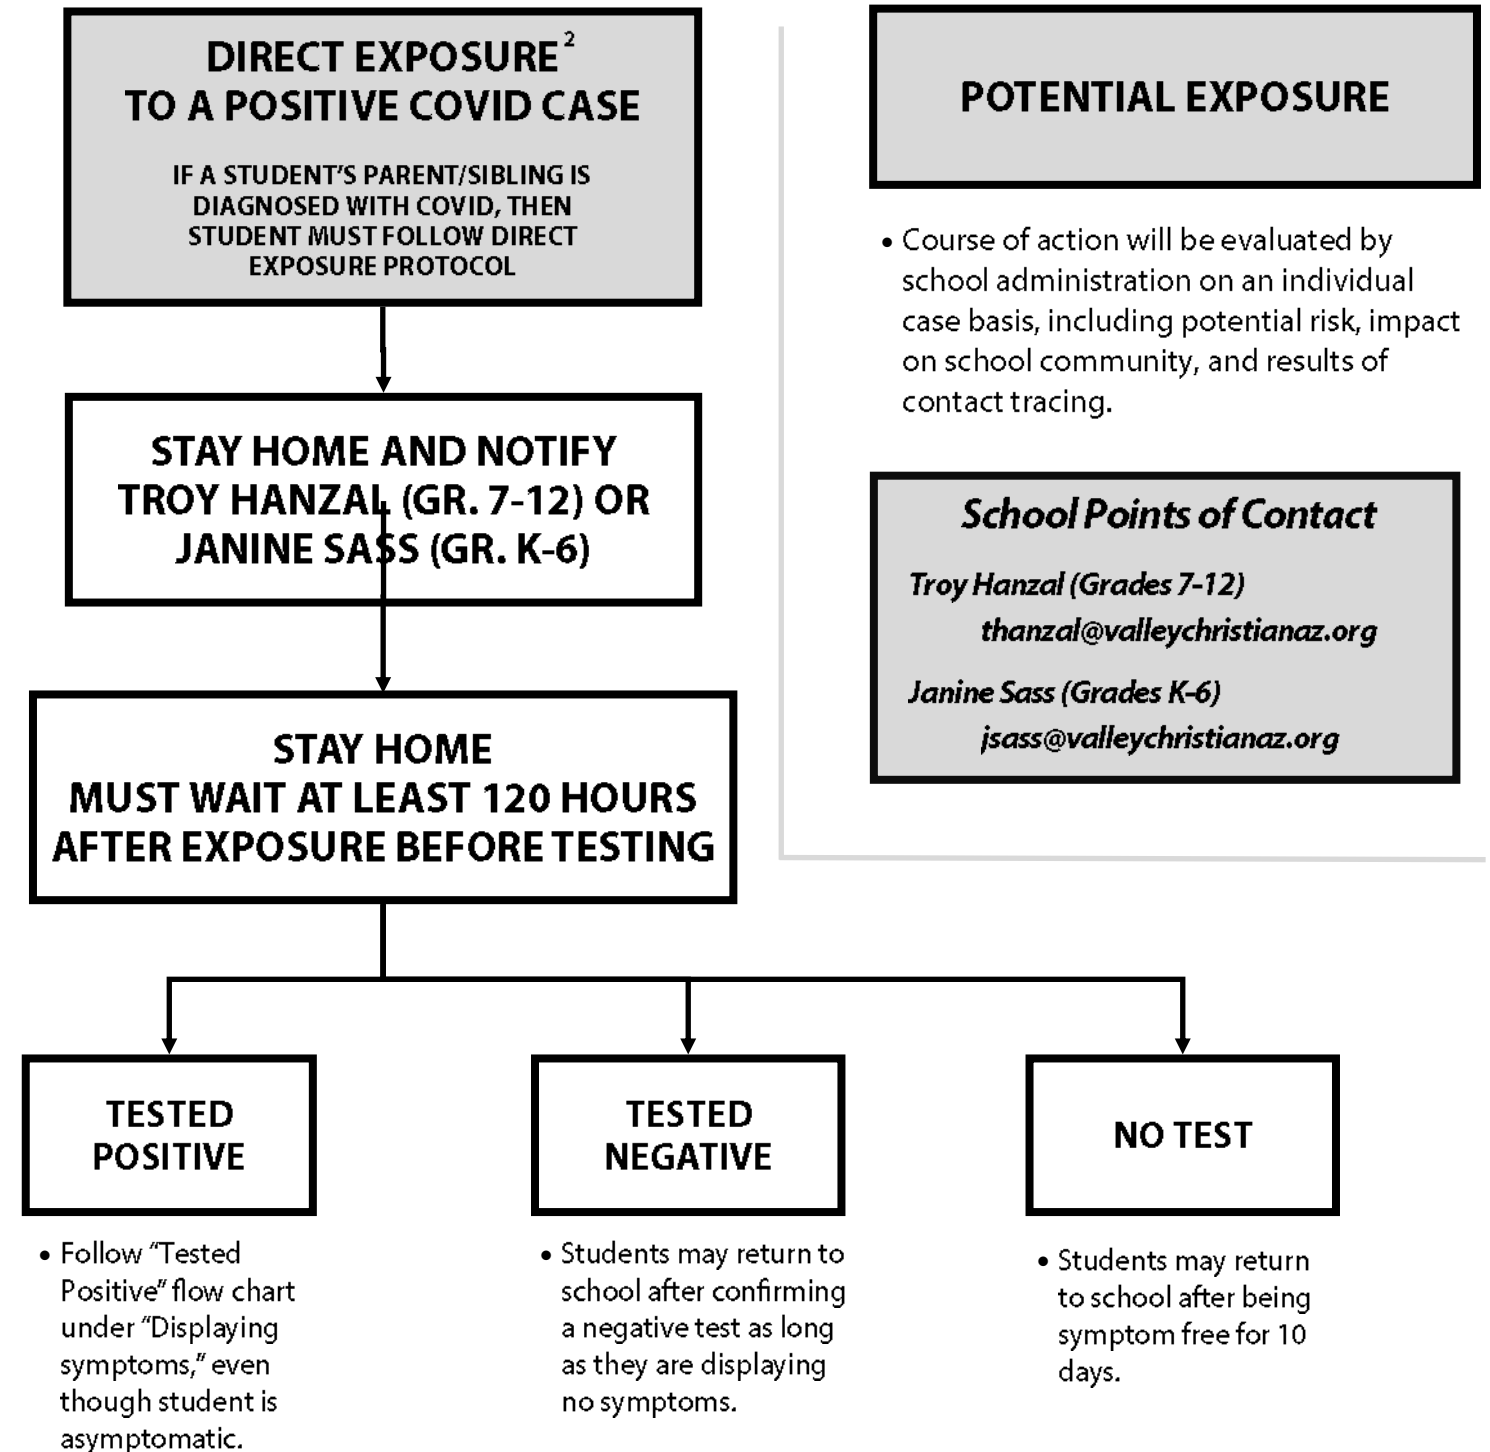 DIRECT EXPOSURE²
TO A POSITIVE COVID CASE
IF A STUDENT'S PARENT/SIBLING IS
DIAGNOSED WITH COVID, THEN
STUDENT MUST FOLLOW DIRECT
EXPOSURE PROTOCOL
STAY HOME AND NOTIFY
TROY HANZAL (GR. 7-12) OR
JANINE SASS (GR. K-6)
STAY HOME
MUST WAIT AT LEAST 120 HOURS
AFTER EXPOSURE BEFORE TESTING
POTENTIAL EXPOSURE
• Course of action will be evaluated by
school administration on an individual
case basis, including potential risk, impact
on school community, and results of
contact tracing.
School Points of Contact
Troy Hanzal (Grades 7-12)
thanzal@valleychristianaz.org
Janine Sass (Grades K-6)
jsass@valleychristianaz.org
TESTED
POSITIVE
• Follow "Tested
Positive" flow chart
under "Displaying
symptoms," even
though student is
asymptomatic.
TESTED
NEGATIVE
• Students may return to
school after confirming
a negative test as long
as they are displaying
no symptoms.
NO TEST
• Students may return
to school after being
symptom free for 10
days.